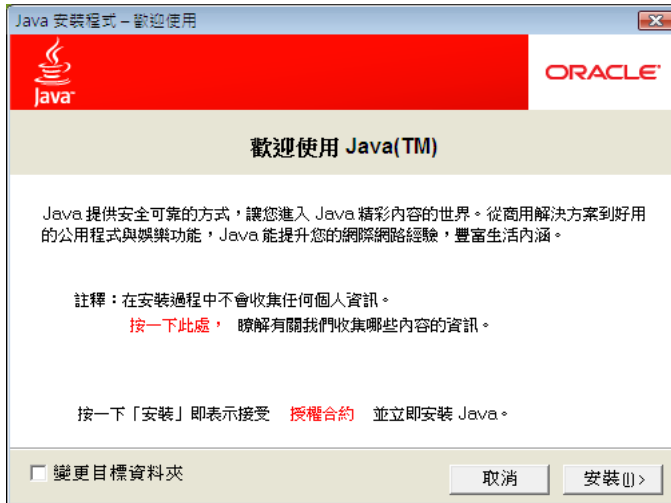 Java 安裝程式 – 歡迎使用
Java™
ORACLE®
歡迎使用 Java(TM)
Java 提供安全可靠的方式，讓您進入 Java 精彩內容的世界。從商用解決方案到好用
的公用程式與娛樂功能，Java 能提升您的網際網路經驗，豐富生活內涵。
註釋：在安裝過程中不會收集任何個人資訊。
按一下此處， 瞭解有關我們收集哪些內容的資訊。
按一下「安裝」即表示接受 授權合約 並立即安裝 Java。
變更目標資料夾
取消
安裝(I)>